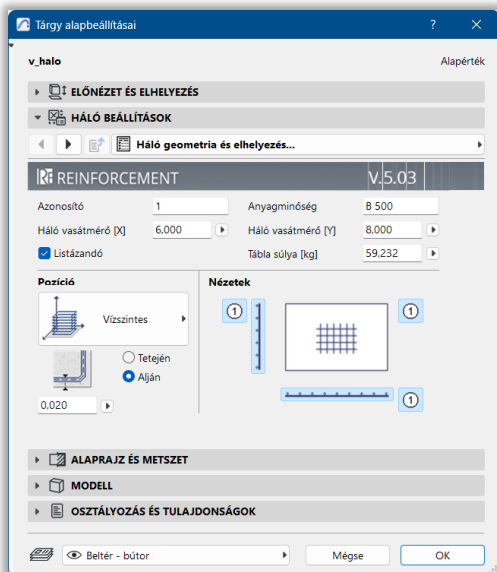 Tárgy alapbeállításai ?
v_halo Alapérték
ELŐNÉZET ÉS ELHELYEZÉS
HÁLÓ BEÁLLÍTÁSOK
Háló geometria és elhelyezés...
REINFORCEMENT V.5.03
Azonosító 1 Anyagminőség B 500
Háló vasátmérő [X] 6,000 Háló vasátmérő [Y] 8,000
Listázandó Tábla súlya [kg] 59,232
Pozíció Nézetek
1 1
Vízszintes
Tetején
Alján
1
0,020
ALAPRAJZ ÉS METSZET
MODELL
OSZTÁLYOZÁS ÉS TULAJDONSÁGOK
Beltér - bútor Mégse OK